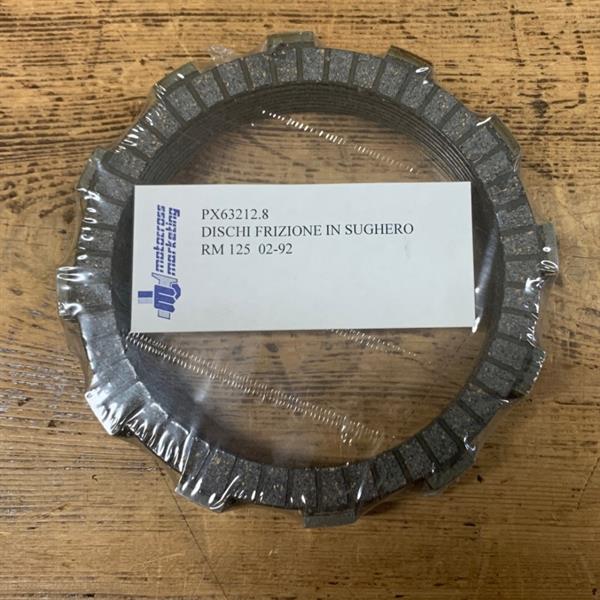 motocross
marketing
PX63212.8
DISCHI FRIZIONE IN SUGHERO
RM 125  02-92